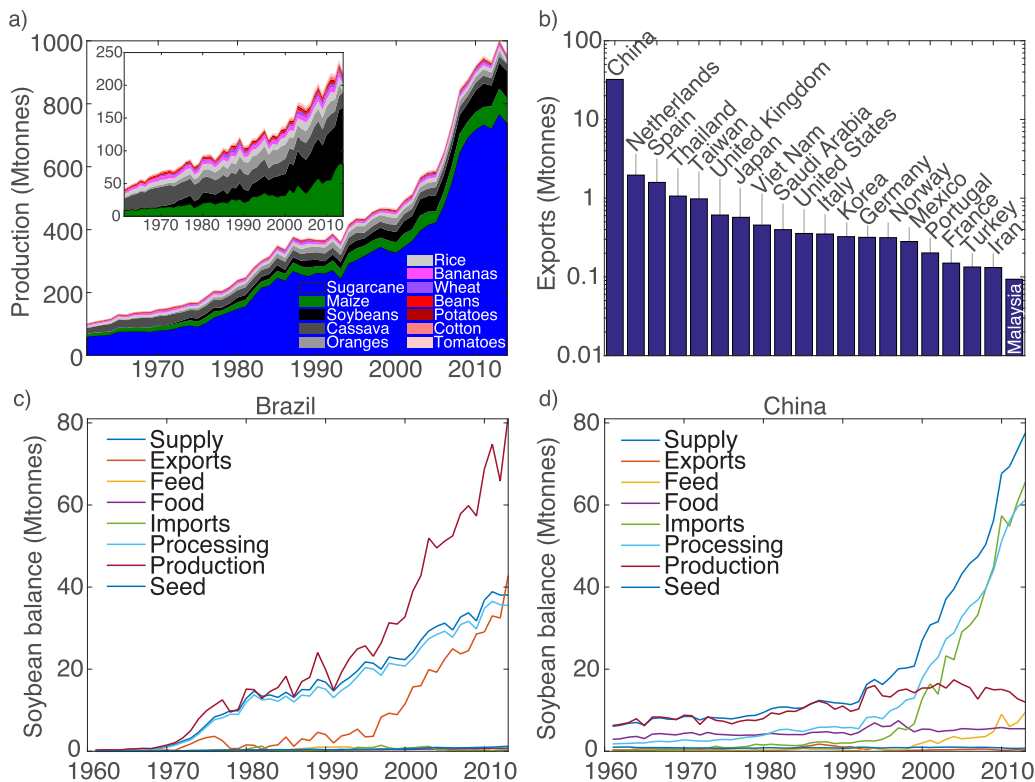 a)
Production (Mtonnes)
1000
800
600
400
200
0
1970
1980
1990
2000
2010
250
200
150
100
50
0
1970
1980
1990
2000
2010
Sugarcane
Maize
Soybeans
Cassava
Oranges
Rice
Bananas
Wheat
Beans
Potatoes
Cotton
Tomatoes
b)
Exports (Mtonnes)
100
10
1
0.1
0.01
China
Netherlands
Spain
Thailand
Taiwan
United Kingdom
Japan
Viet Nam
Saudi Arabia
United States
Italy
Korea
Germany
Norway
Mexico
Portugal
France
Turkey
Iran
Malaysia
c)
Brazil
Soybean balance (Mtonnes)
80
60
40
20
0
1960
1970
1980
1990
2000
2010
Supply
Exports
Feed
Food
Imports
Processing
Production
Seed
d)
China
Soybean balance (Mtonnes)
80
60
40
20
0
1960
1970
1980
1990
2000
2010
Supply
Exports
Feed
Food
Imports
Processing
Production
Seed